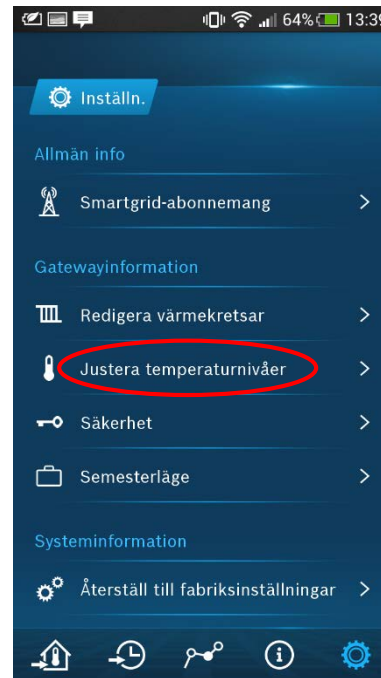 64% 13:39
Inställn.
Allmän info
Smartgrid-abonnemang
Gatewayinformation
Redigera värmekretsar
Justera temperaturnivåer
Säkerhet
Semesterläge
Systeminformation
Återställ till fabriksinställningar